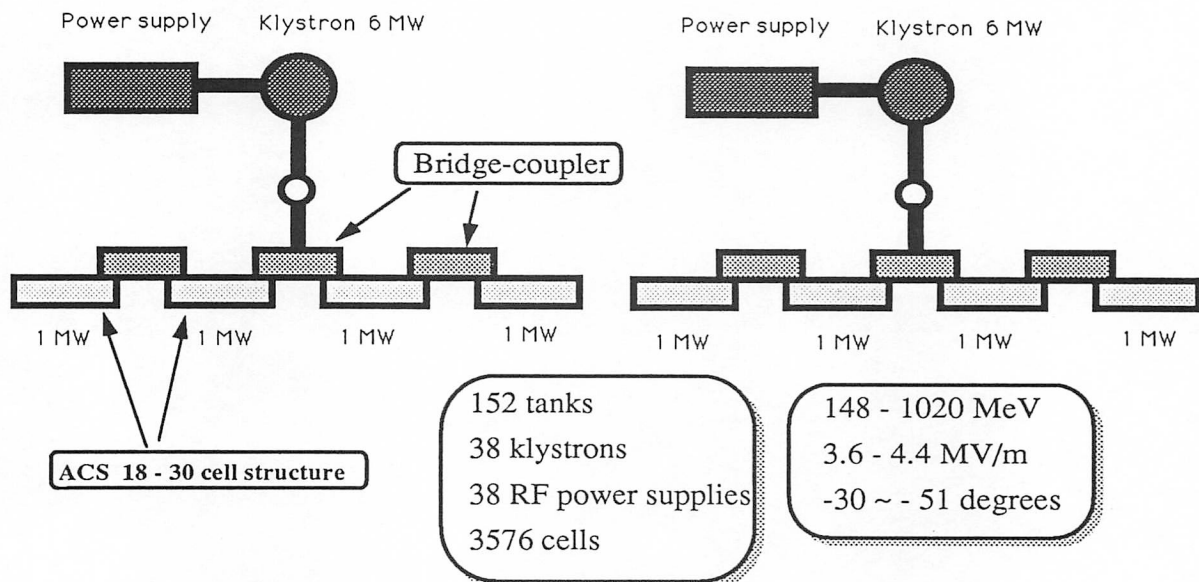 Power supply
Klystron 6 MW
Power supply
Klystron 6 MW
Bridge-coupler
1 MW
1 MW
1 MW
1 MW
1 MW
1 MW
1 MW
1 MW
ACS 18 - 30 cell structure
152 tanks
38 klystrons
38 RF power supplies
3576 cells
148 - 1020 MeV
3.6 - 4.4 MV/m
-30 ~ - 51 degrees